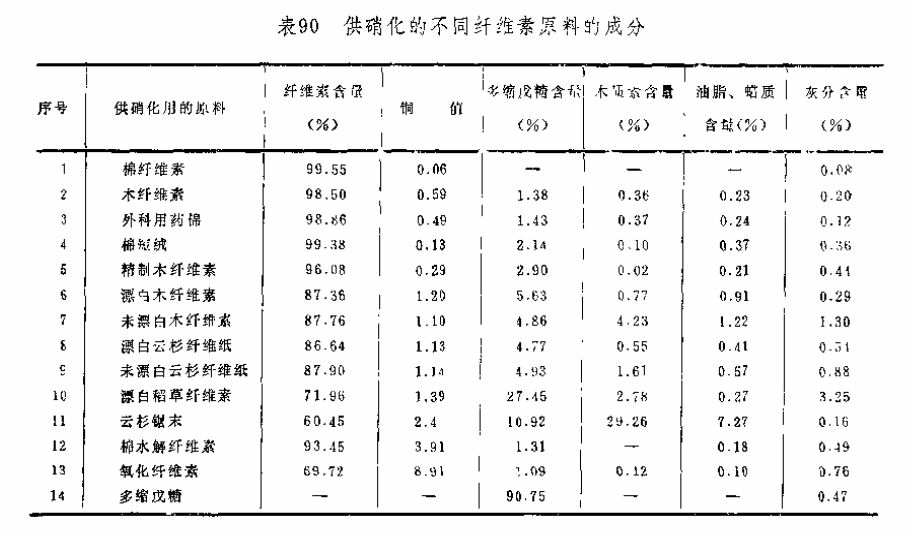 表90 供硝化的不同纤维素原料的成分
序号 供硝化用的原料 纤维素含量(%) 铜值 多缩戊糖含量(%) 木质素含量(%) 油脂、蜡质含量(%) 灰分含量(%)
1 棉纤维素 99.55 0.06 — — — 0.08
2 木纤维素 98.50 0.59 1.38 0.36 0.23 0.20
3 外科用药锦 98.86 0.49 1.43 0.37 0.24 0.12
4 棉短绒 99.38 0.13 2.14 0.10 0.37 0.36
5 精制木纤维素 96.08 0.29 2.90 0.02 0.21 0.44
6 漂白木纤维素 87.36 1.20 5.63 0.77 0.91 0.29
7 未漂白木纤维素 87.76 1.10 4.86 4.23 1.22 1.30
8 漂白云杉纤维纸 86.64 1.13 4.77 0.55 0.41
9 未漂白云杉纤维纸 87.90 1.14 4.93 1.61 0.57 0.88
10 漂白稻草纤维素 71.96 1.39 27.45 2.78 0.27 3.25
11 云杉锯末 60.45 2.4 10.92 29.26 7.27 0.16
12 棉水解纤维素 93.45 3.91 1.31 — 0.18 0.49
13 氧化纤维素 69.72 8.91 1.09 0.12 0.10 0.76
14 多缩戊糖 — — 90.75 — — 0.47